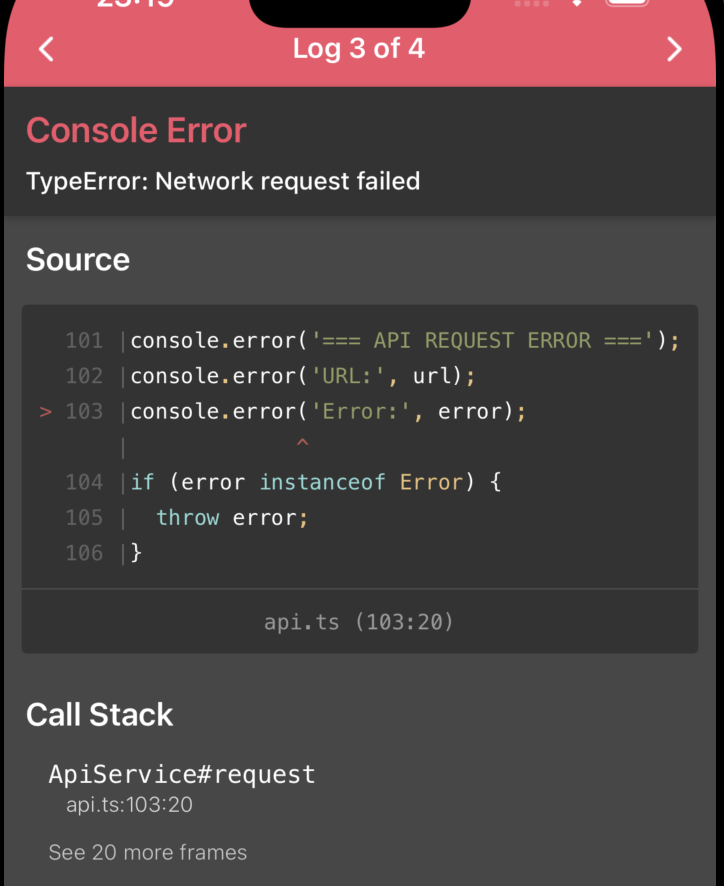 23:19
Log 3 of 4
Console Error
TypeError: Network request failed
Source
101 |console.error('=== API REQUEST ERROR ===');
102 |console.error('URL:', url);
> 103 |console.error('Error:', error);
| ^
104 |if (error instanceof Error) {
105 |  throw error;
106 |}
api.ts (103:20)
Call Stack
ApiService#request
api.ts:103:20
See 20 more frames